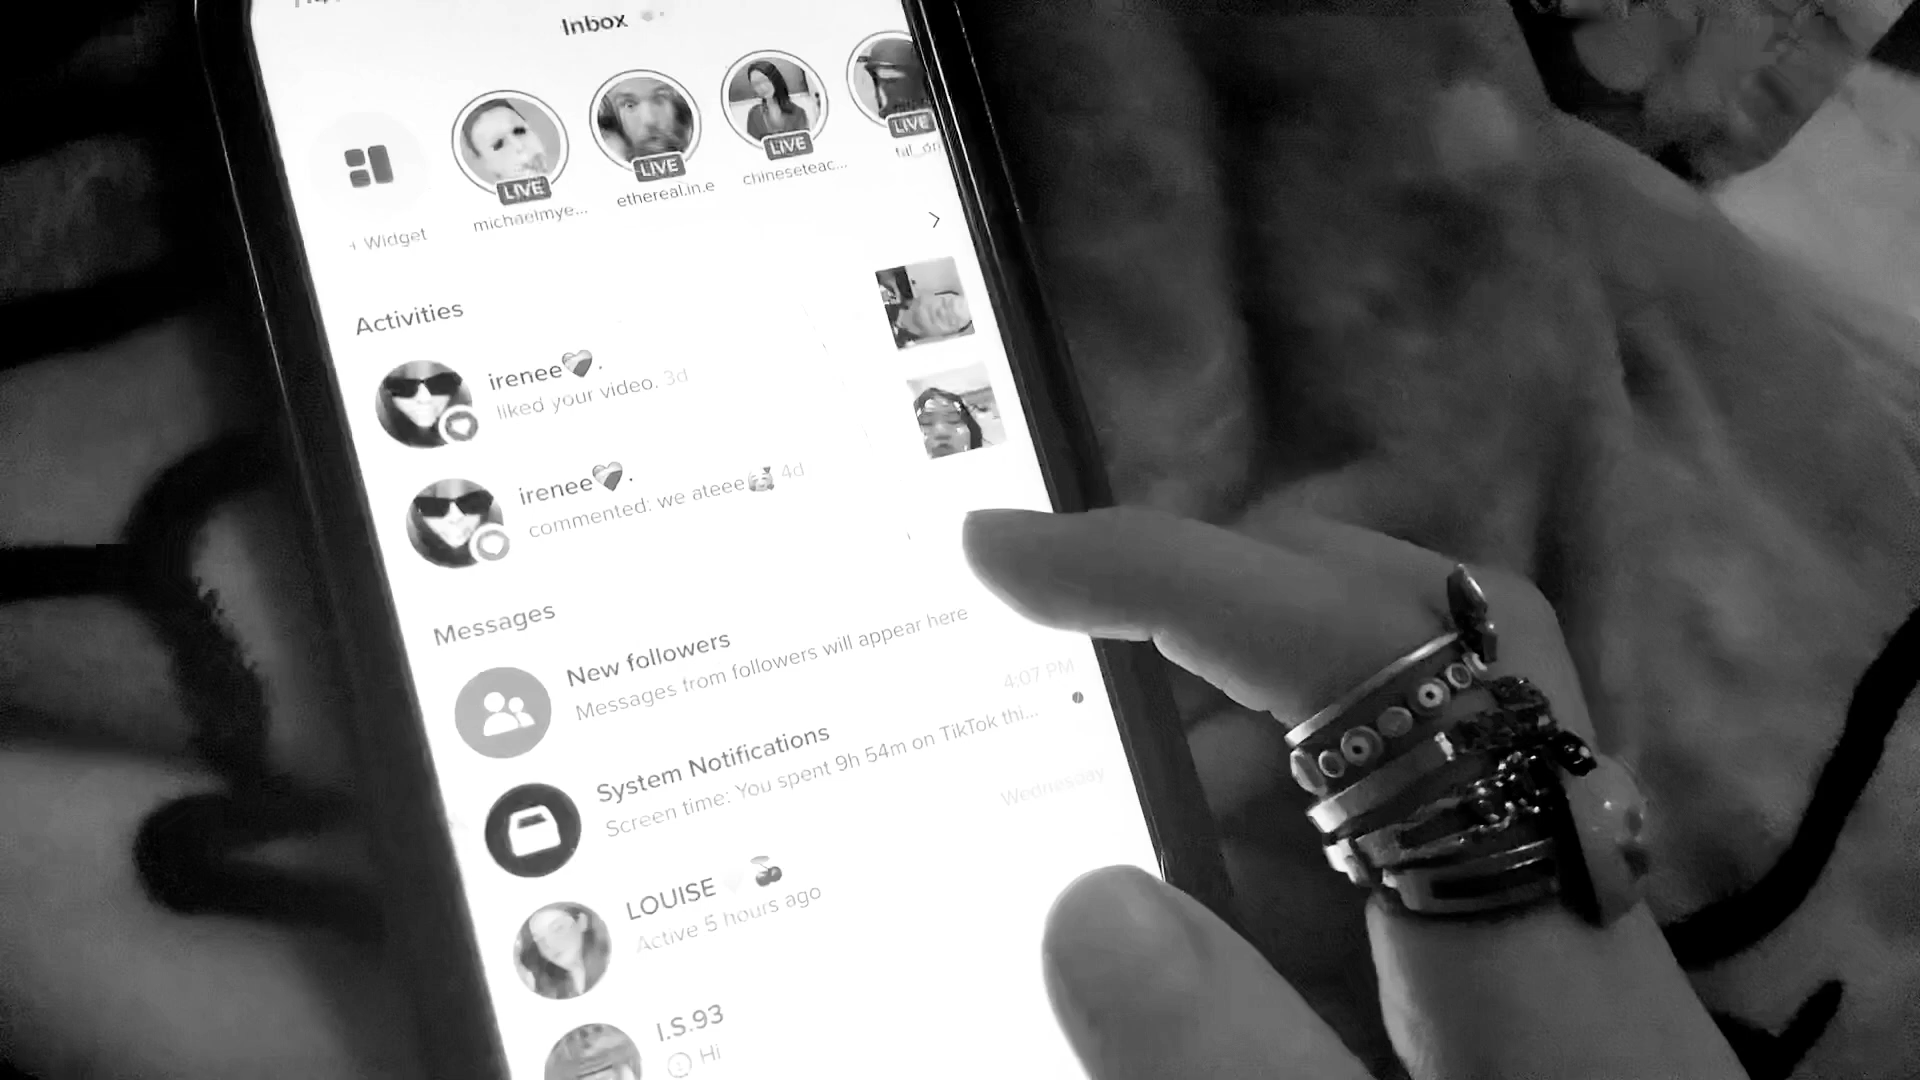 Inbox
LIVE
LIVE
LIVE
LIVE
+ Widget
michaelmye...
ethereal.in.e
chineseteac...
Activities
irenee❤️‍🩹.
liked your video. 3d
irenee❤️‍🩹.
commented: we ateee🥰 4d
Messages
New followers
Messages from followers will appear here
System Notifications
4:07 PM
Screen time: You spent 9h 54m on TikTok thi...
LOUISE 🤍 🍒
Wednesday
Active 5 hours ago
I.S.93
Hi